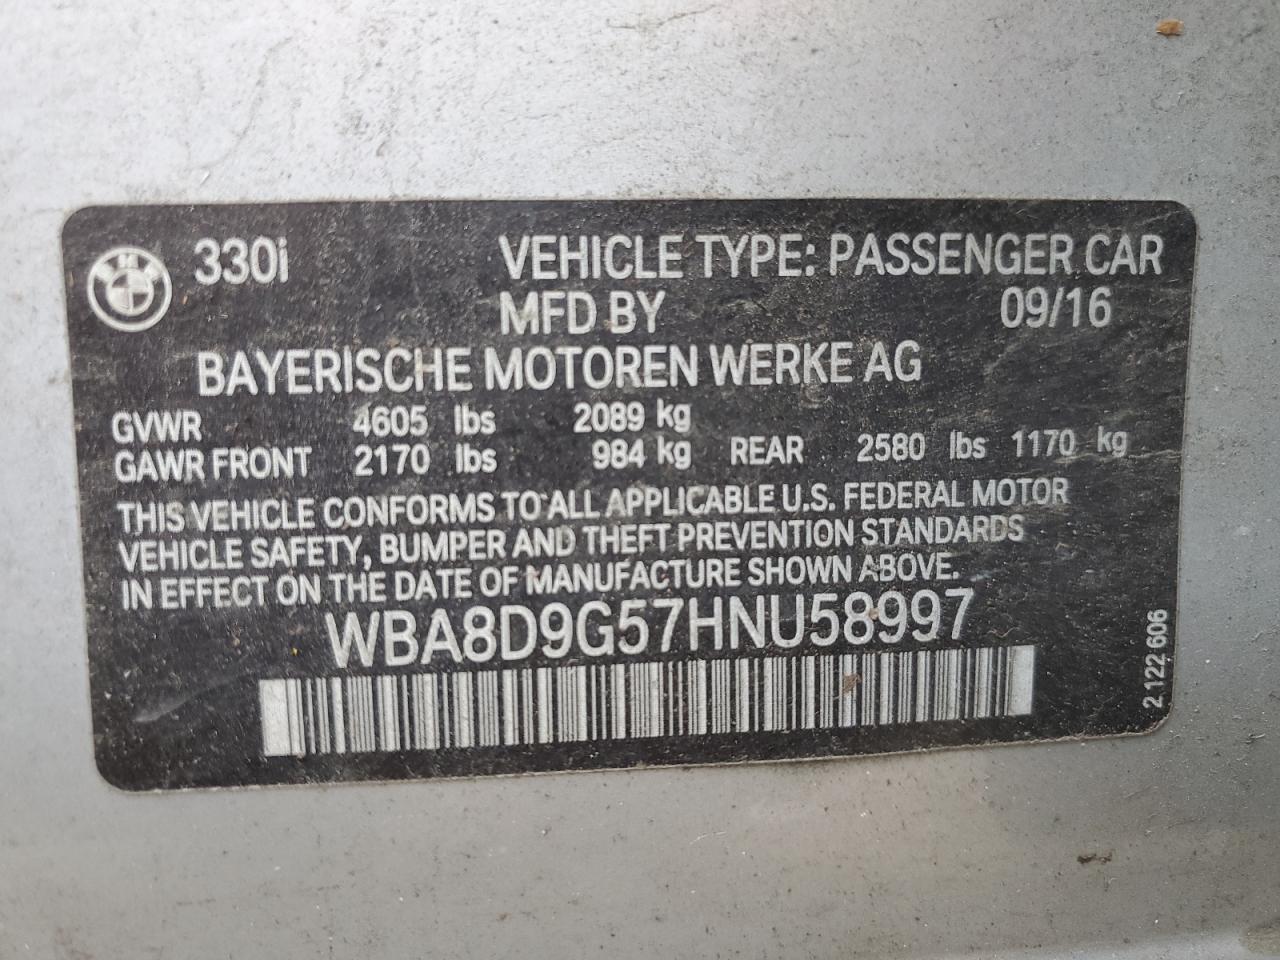 BMW 330i VEHICLE TYPE: PASSENGER CAR
MFD BY 09/16
BAYERISCHE MOTOREN WERKE AG
GVWR 4605 lbs 2089 kg
GAWR FRONT 2170 lbs 984 kg REAR 2580 lbs 1170 kg
THIS VEHICLE CONFORMS TO ALL APPLICABLE U.S. FEDERAL MOTOR
VEHICLE SAFETY, BUMPER AND THEFT PREVENTION STANDARDS
IN EFFECT ON THE DATE OF MANUFACTURE SHOWN ABOVE.
WBA8D9G57HNU58997
2 122 606